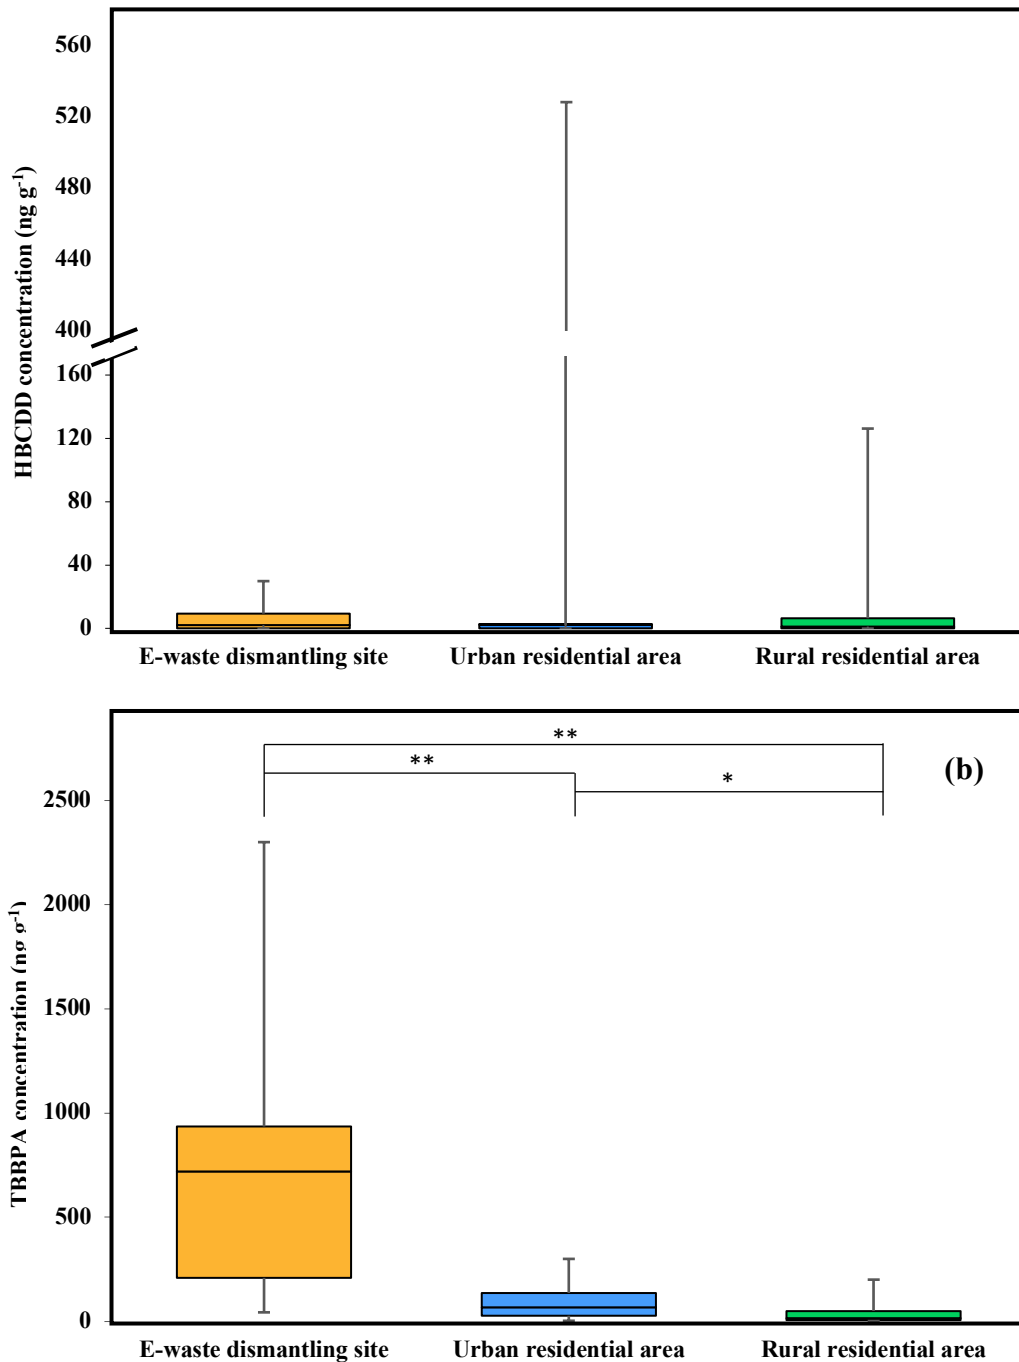 HBCDD concentration (ng g⁻¹)
560
520
480
440
400
160
120
80
40
0
E-waste dismantling site
Urban residential area
Rural residential area
**
**
*
(b)
TBBPA concentration (ng g⁻¹)
2500
2000
1500
1000
500
0
E-waste dismantling site
Urban residential area
Rural residential area